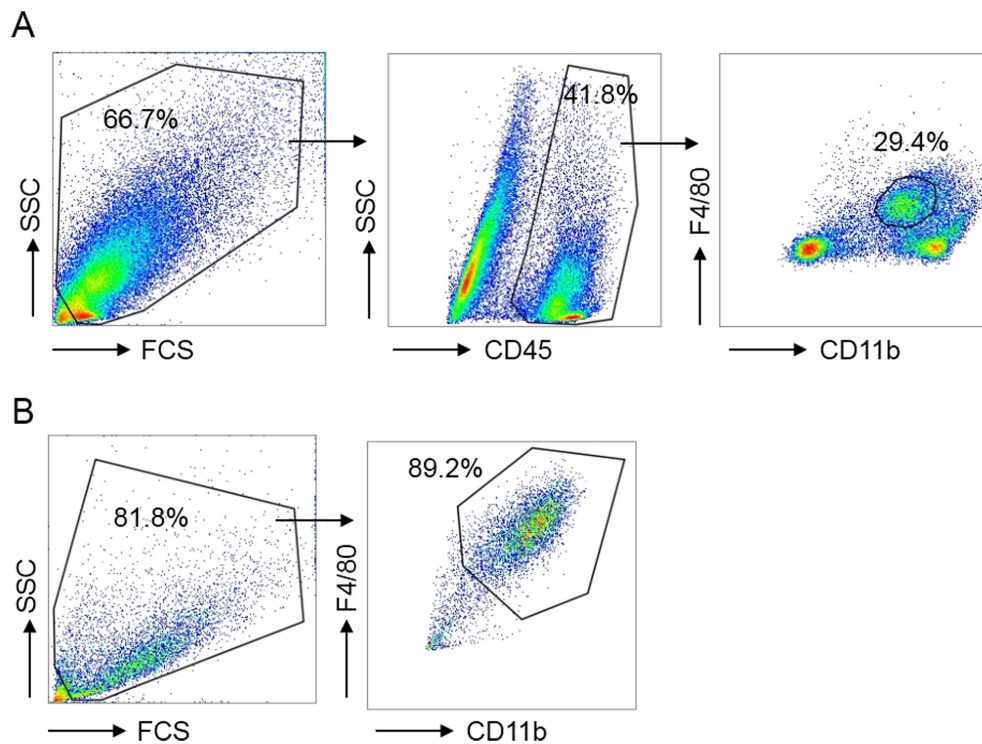 A
66.7%
SSC
FCS
41.8%
SSC
CD45
29.4%
F4/80
CD11b
B
81.8%
SSC
FCS
89.2%
F4/80
CD11b